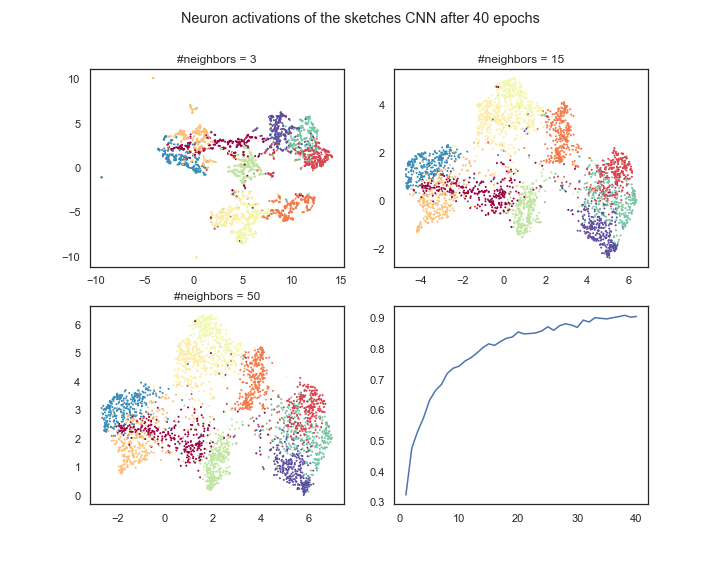 Neuron activations of the sketches CNN after 40 epochs
#neighbors = 3
10
5
0
−5
−10
−10 −5 0 5 10 15
#neighbors = 15
4
2
0
−2
−4 −2 0 2 4 6
#neighbors = 50
6
5
4
3
2
1
0
−2 0 2 4 6
0.9
0.8
0.7
0.6
0.5
0.4
0.3
0 10 20 30 40